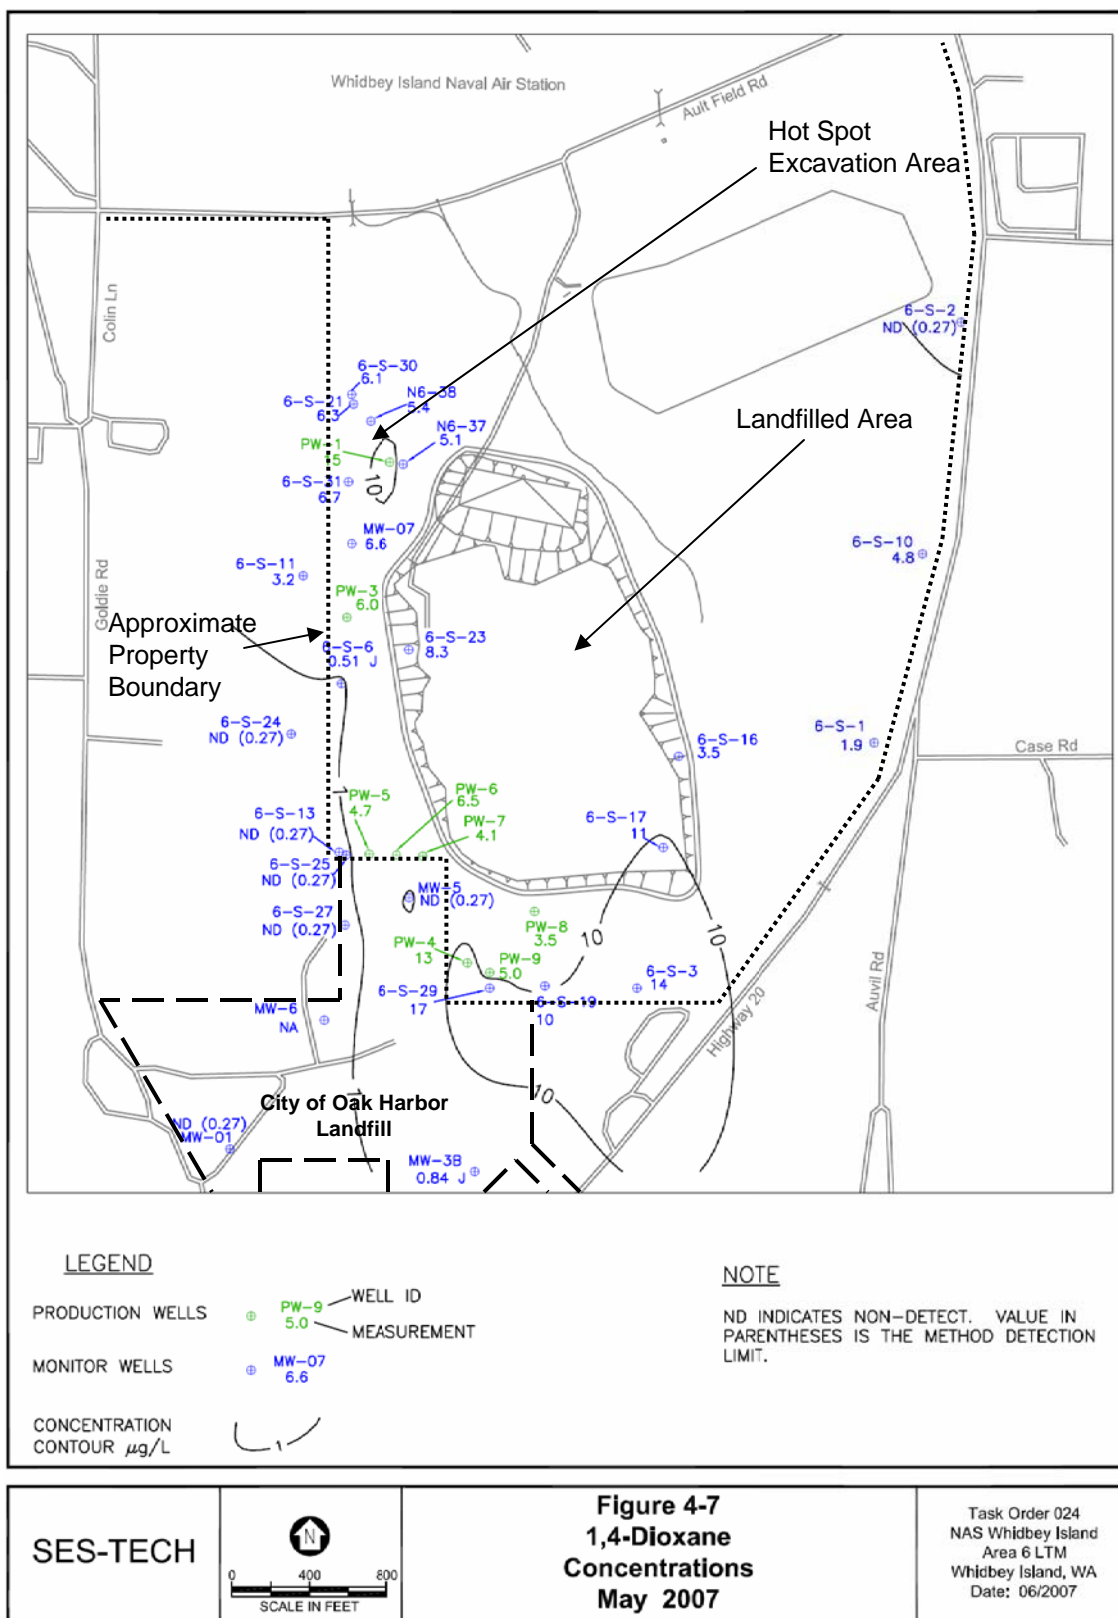 Whidbey Island Naval Air Station
Ault Field Rd
Hot Spot
Excavation Area
Colin Ln
6-S-2
ND (0.27)
6-S-30
6.1
6-S-21
6.3
N6-38
5.4
N6-37
5.1
PW-1
15
6-S-31
6.7
10
Landfilled Area
MW-07
6.6
6-S-11
3.2
6-S-10
4.8
Goldie Rd
PW-3
6.0
Approximate
Property
Boundary
6-S-6
0.51 J
6-S-23
8.3
6-S-24
ND (0.27)
6-S-16
3.5
6-S-1
1.9
Case Rd
1
PW-5
4.7
PW-6
6.5
PW-7
4.1
6-S-13
ND (0.27)
6-S-17
11
6-S-25
ND (0.27)
MW-5
ND (0.27)
6-S-27
ND (0.27)
PW-8
3.5
10
10
PW-4
13
PW-9
5.0
6-S-29
17
6-S-19
10
6-S-3
14
Auvil Rd
Highway 20
MW-6
NA
10
1
City of Oak Harbor
Landfill
ND (0.27)
MW-01
MW-3B
0.84 J
LEGEND
PRODUCTION WELLS
PW-9
5.0
WELL ID
MEASUREMENT
MONITOR WELLS
MW-07
6.6
CONCENTRATION
CONTOUR µg/L
1
NOTE
ND INDICATES NON-DETECT. VALUE IN
PARENTHESES IS THE METHOD DETECTION
LIMIT.
SES-TECH
N
0 400 800
SCALE IN FEET
Figure 4-7
1,4-Dioxane
Concentrations
May 2007
Task Order 024
NAS Whidbey Island
Area 6 LTM
Whidbey Island, WA
Date: 06/2007